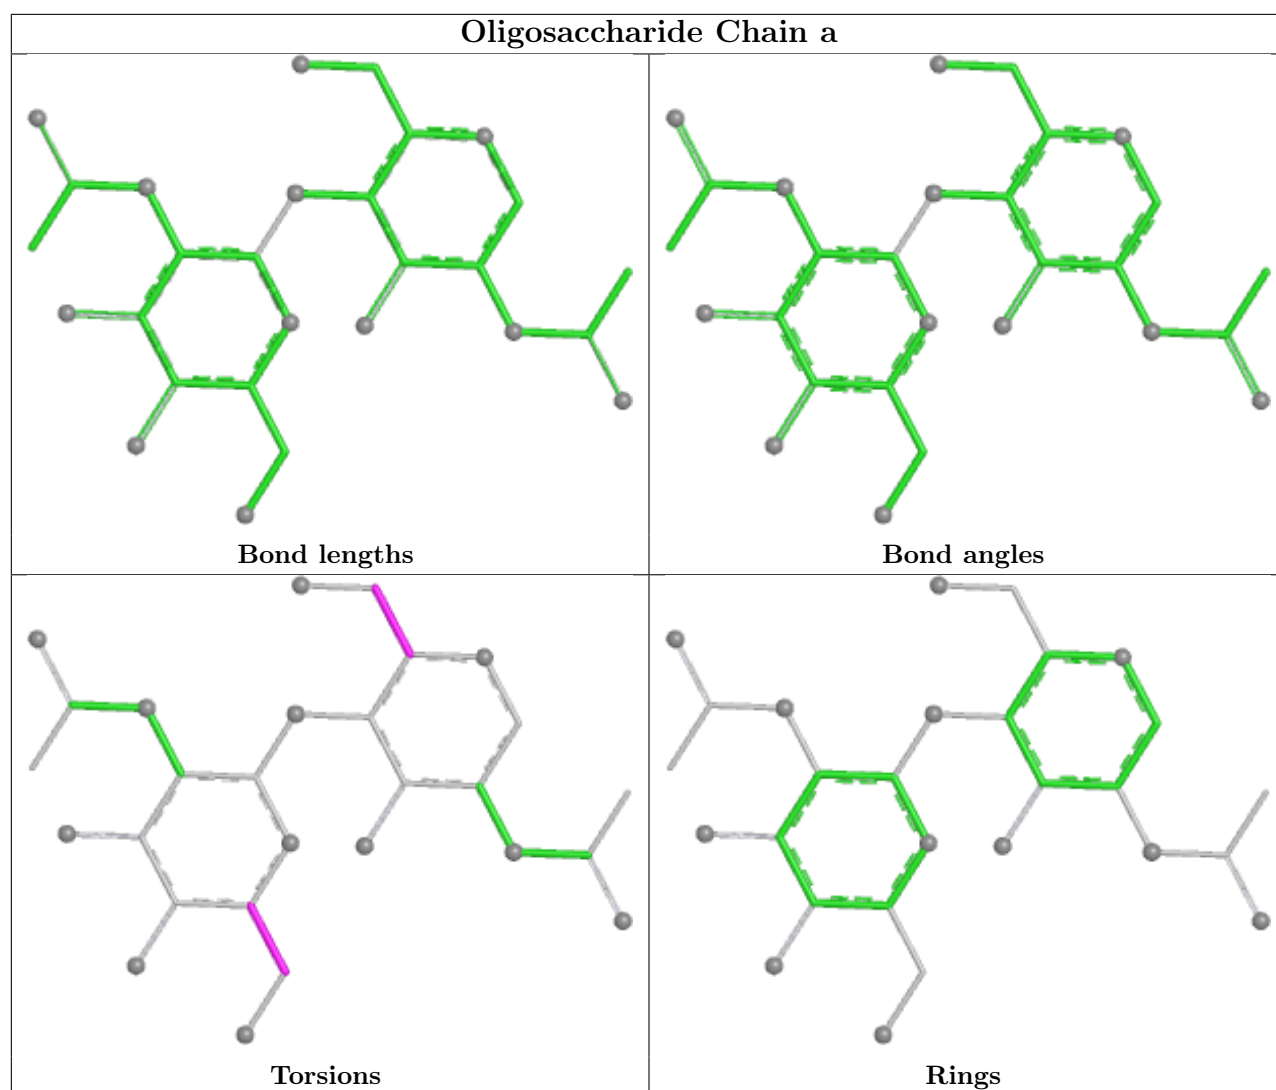 Oligosaccharide Chain a
Bond lengths
Bond angles
Torsions
Rings